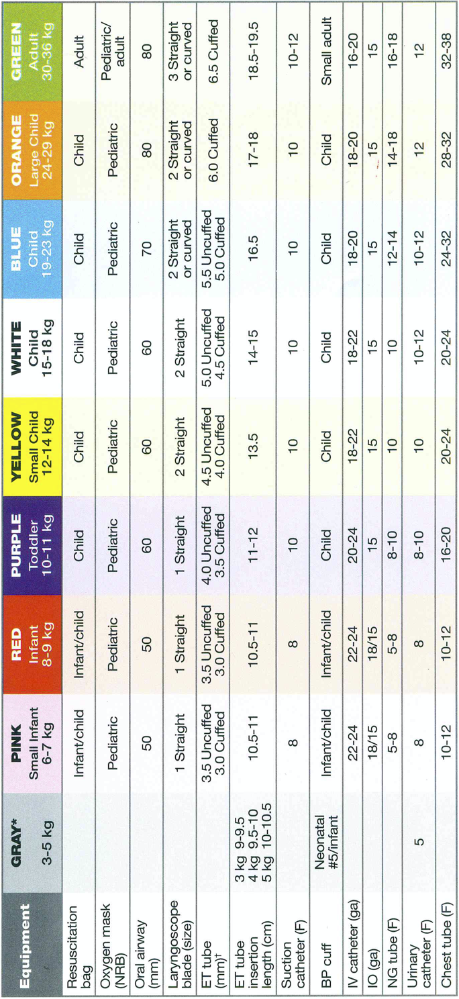 Equipment
GRAY*
3-5 kg
PINK
Small Infant
6-7 kg
RED
Infant
8-9 kg
PURPLE
Toddler
10-11 kg
YELLOW
Small Child
12-14 kg
WHITE
Child
15-18 kg
BLUE
Child
19-23 kg
ORANGE
Large Child
24-29 kg
GREEN
Adult
30-36 kg
Resuscitation
bag
Infant/child
Infant/child
Child
Child
Child
Child
Child
Adult
Oxygen mask
(NRB)
Pediatric
Pediatric
Pediatric
Pediatric
Pediatric
Pediatric
Pediatric
Pediatric/
adult
Oral airway
(mm)
50
50
60
60
60
70
80
80
Laryngoscope
blade (size)
1 Straight
1 Straight
1 Straight
2 Straight
2 Straight
2 Straight
or curved
2 Straight
or curved
3 Straight
or curved
ET tube
(mm)†
3.5 Uncuffed
3.0 Cuffed
3.5 Uncuffed
3.0 Cuffed
4.0 Uncuffed
3.5 Cuffed
4.5 Uncuffed
4.0 Cuffed
5.0 Uncuffed
4.5 Cuffed
5.5 Uncuffed
5.0 Cuffed
6.0 Cuffed
6.5 Cuffed
ET tube
insertion
length (cm)
3 kg 9-9.5
4 kg 9.5-10
5 kg 10-10.5
10.5-11
10.5-11
11-12
13.5
14-15
16.5
17-18
18.5-19.5
Suction
catheter (F)
8
8
10
10
10
10
10
10-12
BP cuff
Neonatal
#5/infant
Infant/child
Infant/child
Child
Child
Child
Child
Child
Small adult
IV catheter (ga)
22-24
22-24
20-24
18-22
18-22
18-20
18-20
16-20
IO (ga)
18/15
18/15
15
15
15
15
15
15
NG tube (F)
5-8
5-8
8-10
10
10
12-14
14-18
16-18
Urinary
catheter (F)
5
8
8
8-10
10
10-12
10-12
12
12
Chest tube (F)
10-12
10-12
16-20
20-24
20-24
24-32
28-32
32-38